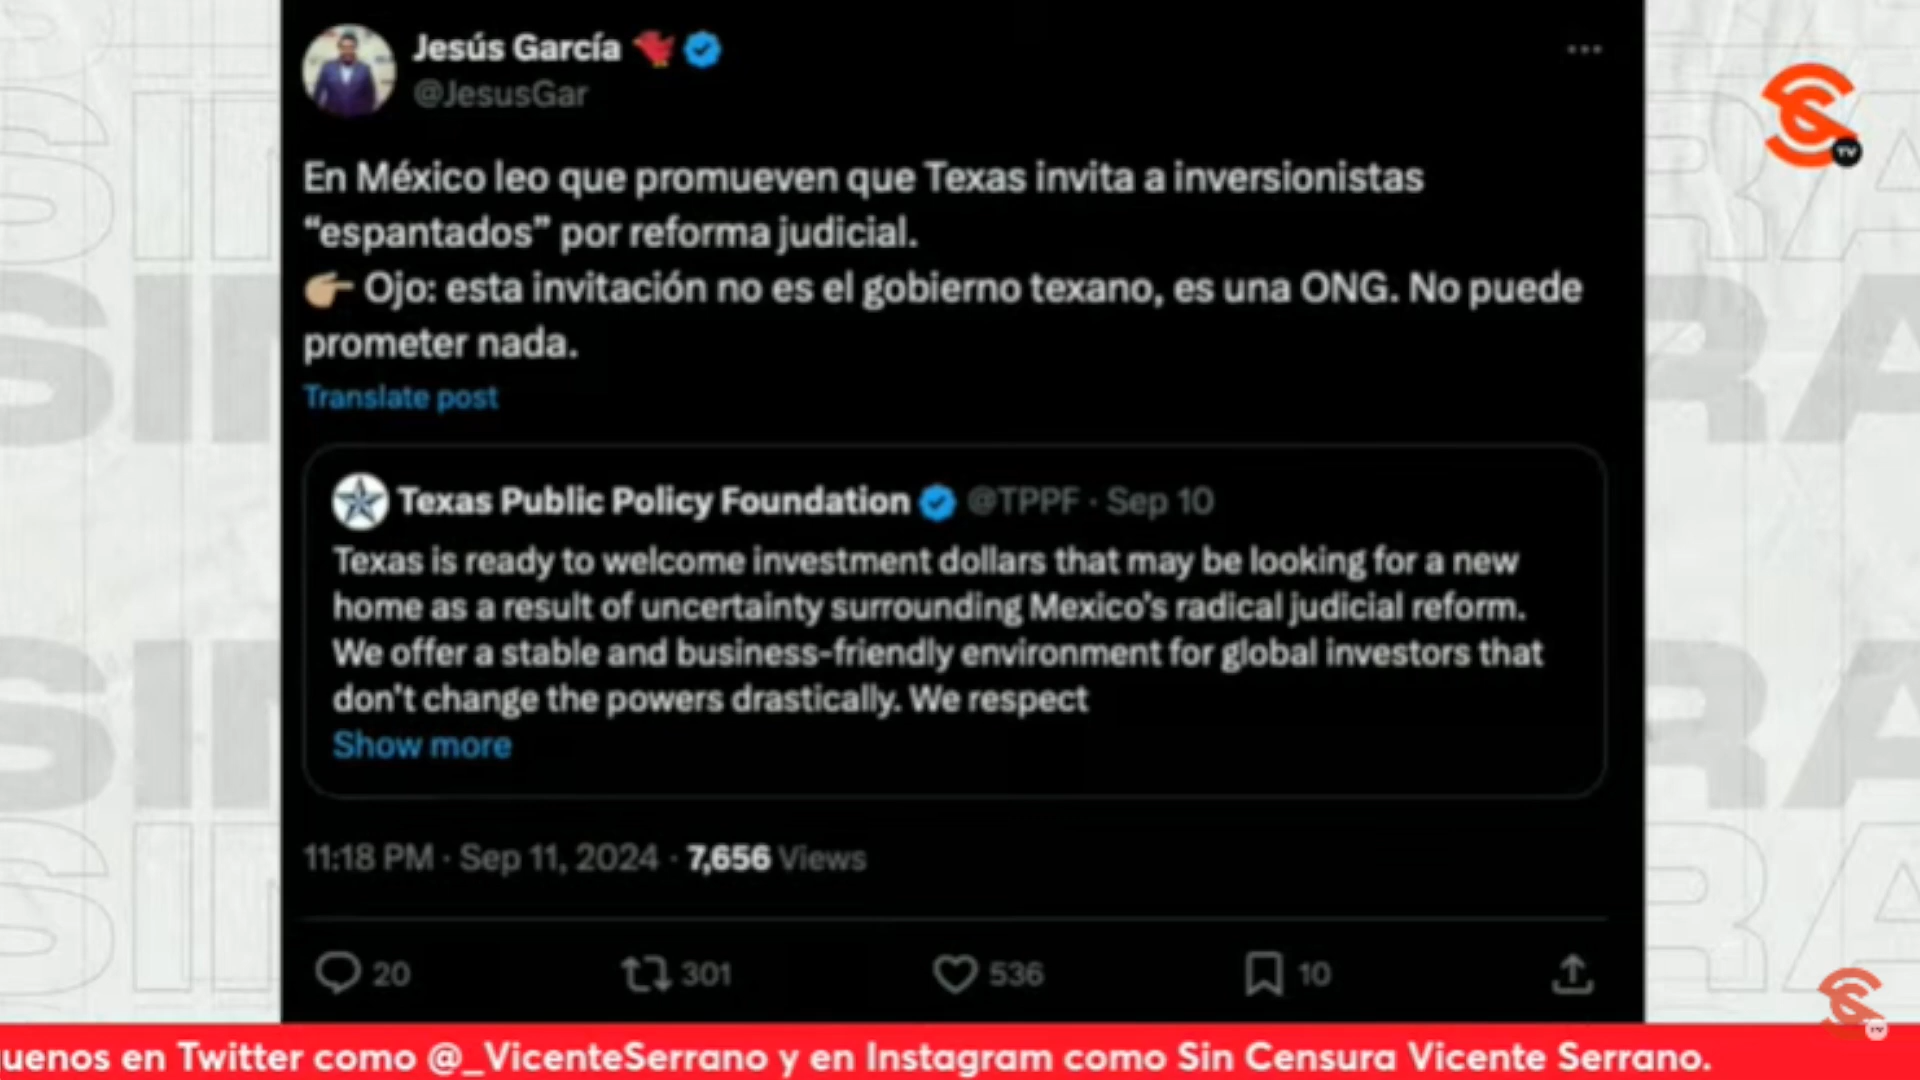 Jesús García
@JesusGar
En México leo que promueven que Texas invita a inversionistas
“espantados” por reforma judicial.
👉🏼 Ojo: esta invitación no es el gobierno texano, es una ONG. No puede
prometer nada.
Translate post
Texas Public Policy Foundation @TPPF · Sep 10
Texas is ready to welcome investment dollars that may be looking for a new
home as a result of uncertainty surrounding Mexico's radical judicial reform.
We offer a stable and business-friendly environment for global investors that
don't change the powers drastically. We respect
Show more
11:18 PM · Sep 11, 2024 · 7,656 Views
20 301 536 10
TV
TV
uenos en Twitter como @_VicenteSerrano y en Instagram como Sin Censura Vicente Serrano.